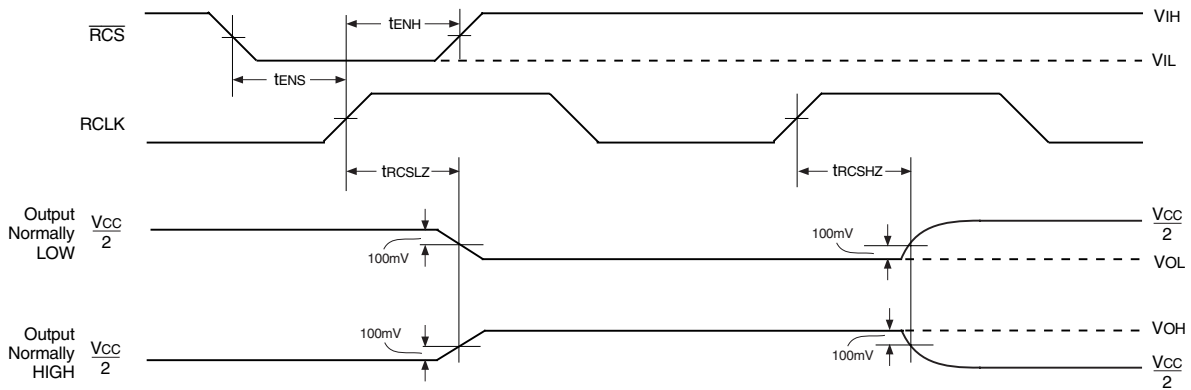 RCS
tENH
VIH
VIL
tENS
RCLK
tRCSLZ
tRCSHZ
Output
Normally
LOW
VCC
2
100mV
100mV
VCC
2
VOL
Output
Normally
HIGH
VCC
2
100mV
100mV
VOH
VCC
2